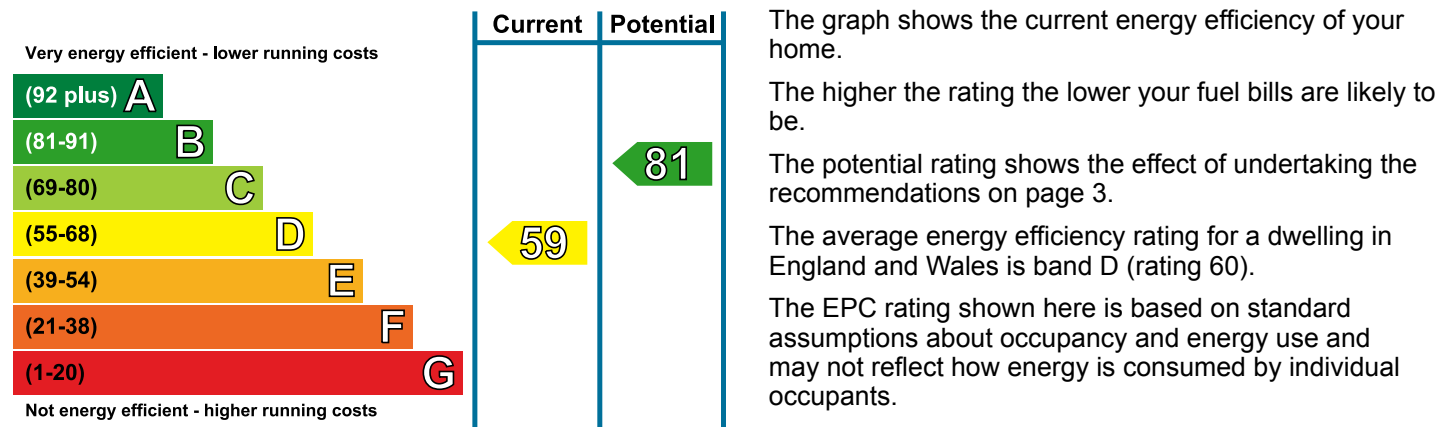 Current Potential
Very energy efficient - lower running costs
(92 plus) A
(81-91) B
81
(69-80) C
(55-68) D
59
(39-54) E
(21-38) F
(1-20) G
Not energy efficient - higher running costs
The graph shows the current energy efficiency of your
home.
The higher the rating the lower your fuel bills are likely to
be.
The potential rating shows the effect of undertaking the
recommendations on page 3.
The average energy efficiency rating for a dwelling in
England and Wales is band D (rating 60).
The EPC rating shown here is based on standard
assumptions about occupancy and energy use and
may not reflect how energy is consumed by individual
occupants.